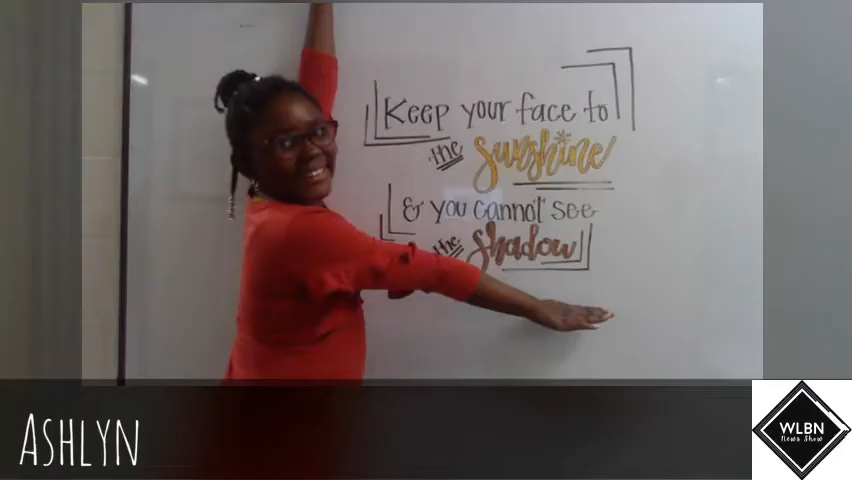 Keep your face to
the sunshine
& you cannot see
the shadow
ASHLYN
WLBN
News Show